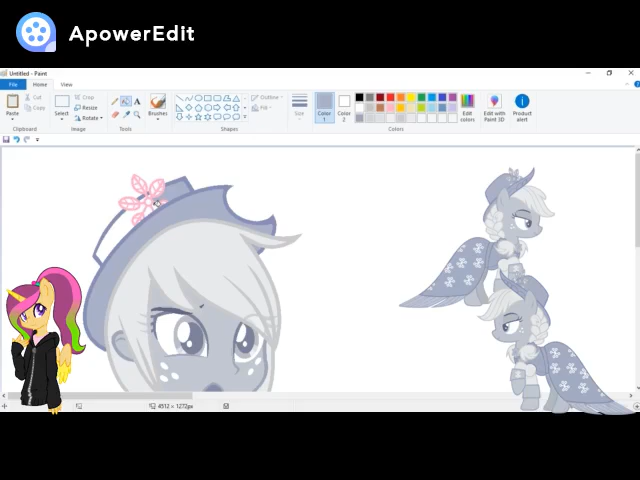 ApowerEdit
Untitled - Paint
File Home View
Paste
Cut
Copy
Clipboard
Select
Crop
Resize
Rotate
Image
A
Tools
Brushes
Shapes
Outline
Fill
Size
Color 1
Color 2
Colors
Edit colors
Edit with Paint 3D
Product alert
4512 × 1272px